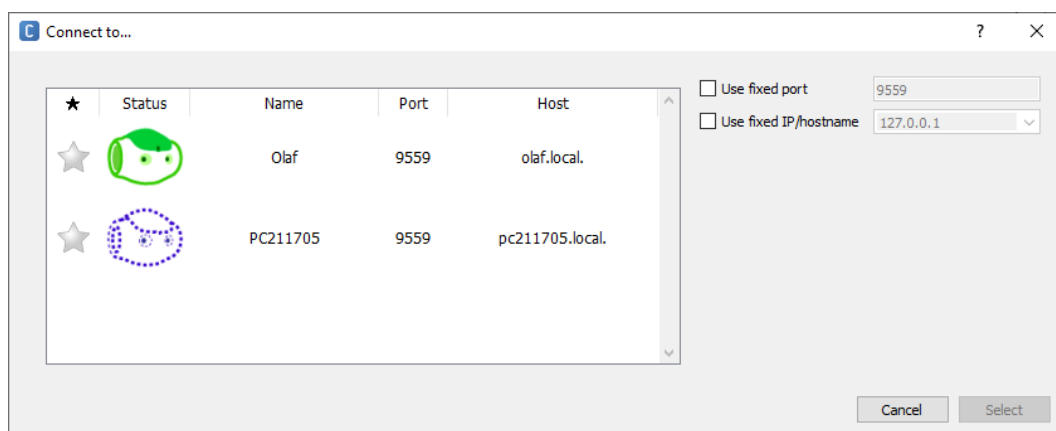 C Connect to... ?
★ Status Name Port Host
Olaf 9559 olaf.local.
PC211705 9559 pc211705.local.
Use fixed port 9559
Use fixed IP/hostname 127.0.0.1
Cancel Select